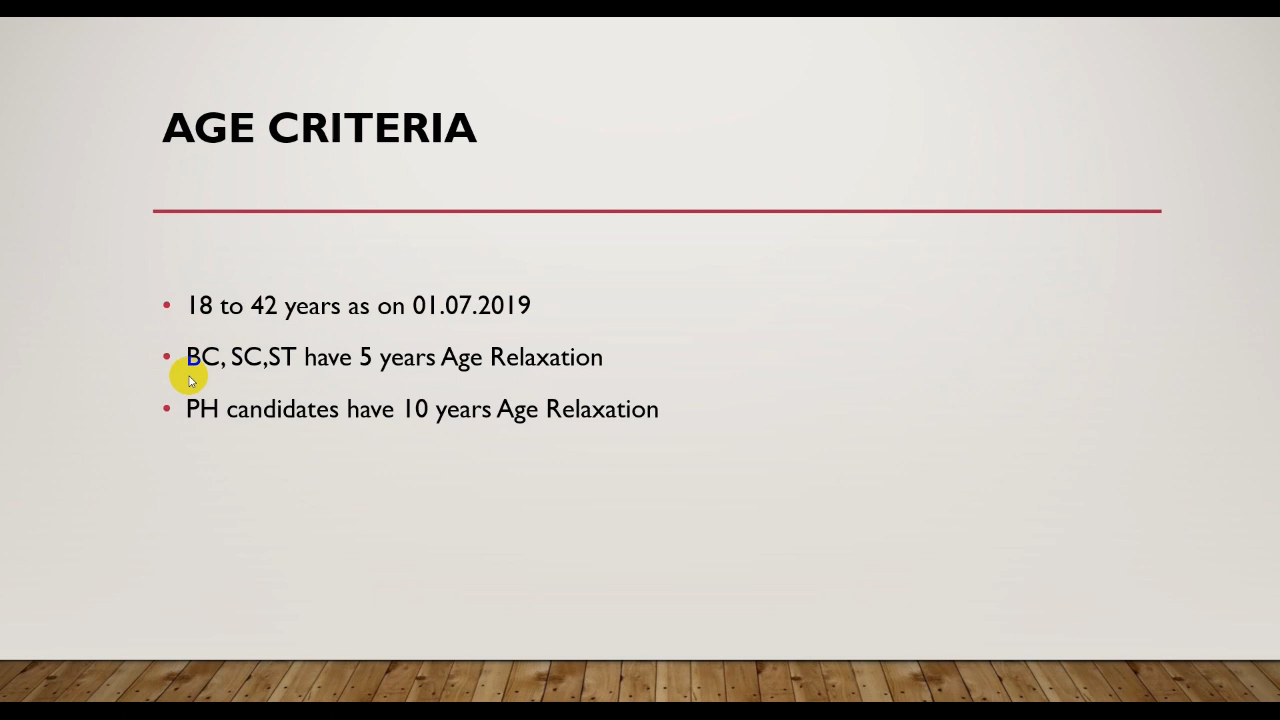 AGE CRITERIA
• 18 to 42 years as on 01.07.2019
• BC, SC,ST have 5 years Age Relaxation
• PH candidates have 10 years Age Relaxation